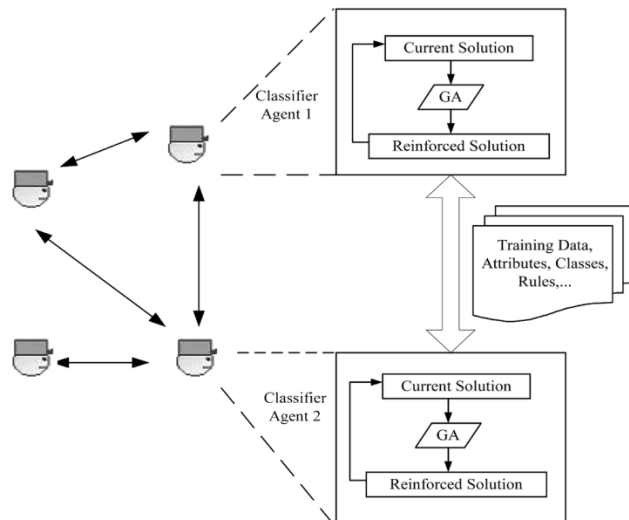 Classifier
Agent 1
Current Solution
GA
Reinforced Solution
Training Data,
Attributes, Classes,
Rules,...
Classifier
Agent 2
Current Solution
GA
Reinforced Solution